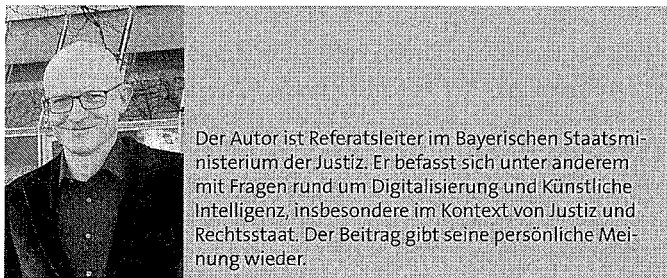 Der Autor ist Referatsleiter im Bayerischen Staatsmi-
nisterium der Justiz. Er befasst sich unter anderem
mit Fragen rund um Digitalisierung und Künstliche
Intelligenz, insbesondere im Kontext von Justiz und
Rechtsstaat. Der Beitrag gibt seine persönliche Mei-
nung wieder.